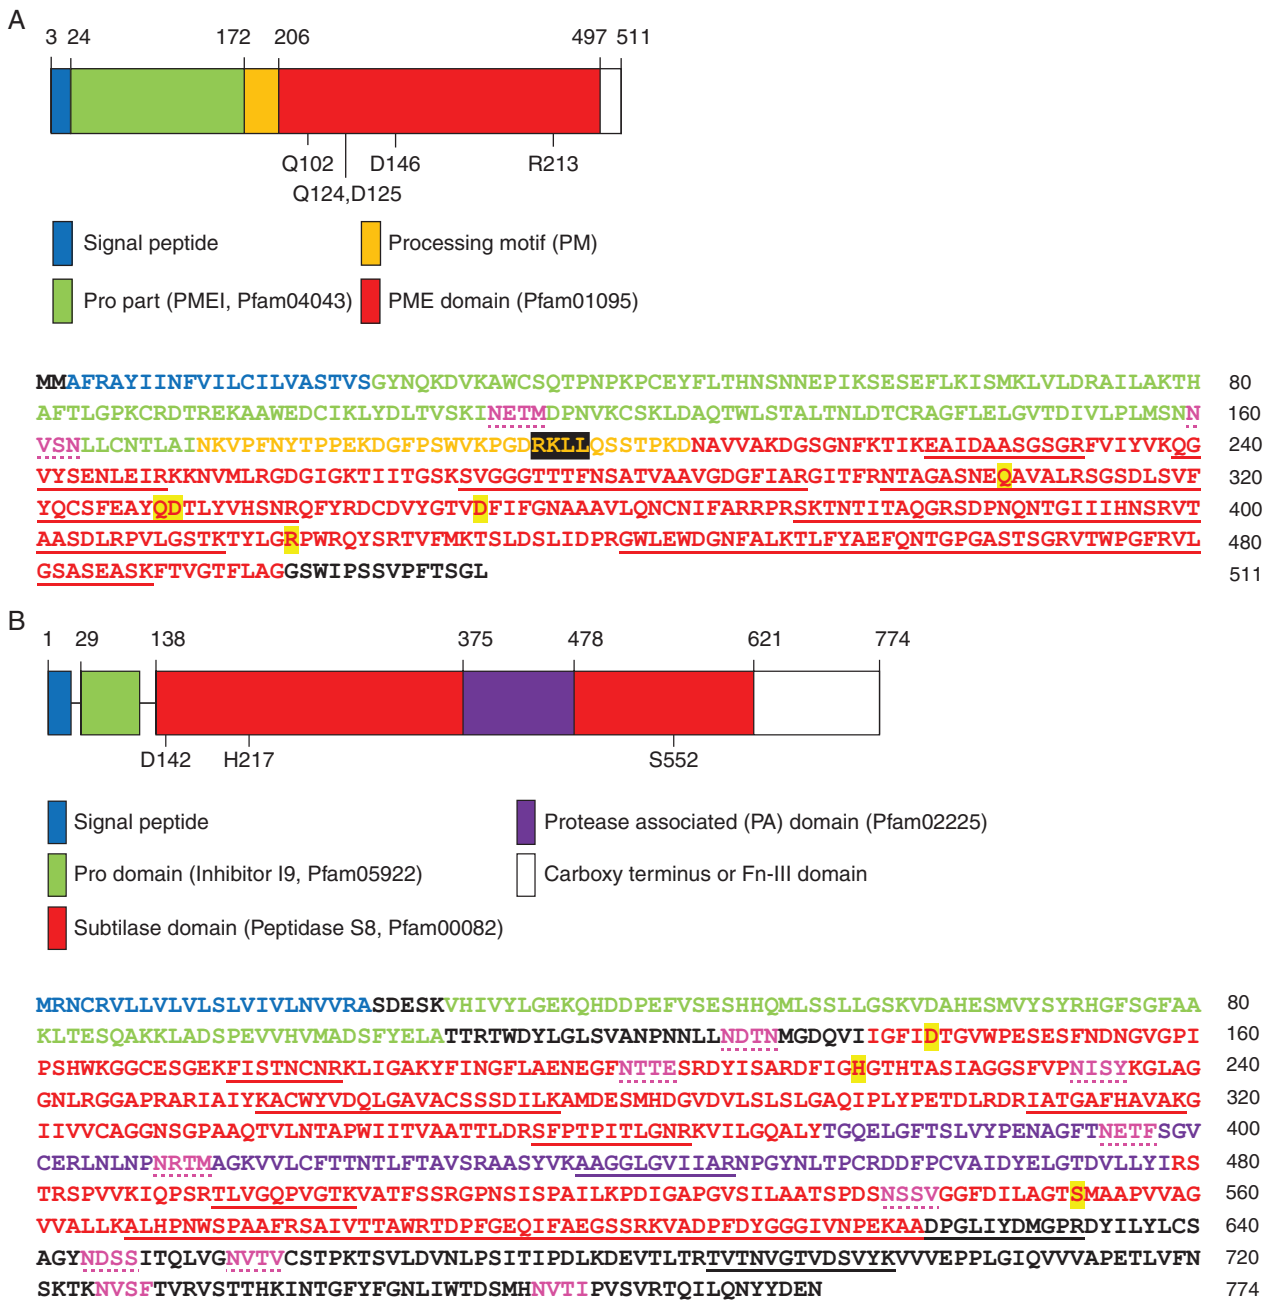 A
3 24 172 206 497 511
Q102 D146 R213
Q124,D125
Signal peptide Processing motif (PM)
Pro part (PMEI, Pfam04043) PME domain (Pfam01095)
MMAFRAYIINFVILCILVASTVSGYNQKDVKAWCSQTPNPKPCEYFLTHNSNNEPIKSESEFLKISMKLVLDRAILAKTH 80
AFTLGPKCRDTREKAAWEDCIKLYDLTVSKINETMDPNVKCSKLDAQTWLSTALTNLDTCRAGFLELGVTDIVLPLMSNN 160
VSNLLCNTLAINKVPFNYTPPEKDGFPSWVKPGDRKLLQSSTPKDNAVVAKDGSGNFKTIKEAIDAASGSGRFVIYVKQG 240
VYSENLEIRKKNVMLRGDGIGKTIITGSKSVGGGTTTFNSATVAAVGDGFIARGITFRNTAGASNEQAVALRSGSDLSVF 320
YQCSFEAYQDTLYVHSNRQFYRDCDVYGTVDFIFGNAAAVLQNCNIFARRPRSKTNTITAQGRSDPNQNTGIIIHNSRVT 400
AASDLRPVLGSTKTYLGRPWRQYSRTVFMKTSLDSLIDPRGWLEWDGNFALKTLFYAEFQNTGPGASTSGRVTWPGFRVL 480
GSASEASKFTVGTFLAGGSWIPSSVPFTSGL 511
B
1 29 138 375 478 621 774
D142 H217 S552
Signal peptide Protease associated (PA) domain (Pfam02225)
Pro domain (Inhibitor I9, Pfam05922) Carboxy terminus or Fn-III domain
Subtilase domain (Peptidase S8, Pfam00082)
MRNCRVLLVLVLSLVIVLNVVRASDESKVHIVYLGEKQHDDPEFVSESHHQMLSSLLGSKVDAHESMVYSYRHGFSGFAA 80
KLTESQAKKLADSPEVVHVMADSFYELATTRTWDYLGLSVANPNNLLNDTNMGDQVIIGFIDTGVWPESESFNDNGVGPI 160
PSHWKGGCESGEKFISTNCNRKLIGAKYFINGFLAENEGFNTTESRDYISARDFIGHGTHTASIAGGSFVPNISYKGLAG 240
GNLRGGAPRARIAIYKACWYVDQLGAVACSSSDILKAMDESMHDGVDVLSLSLGAQIPLYPETDLRDRIATGAFHAVAKG 320
IIVVCAGGNSGPAAQTVLNTAPWIITVAATTLDRSFPTPITLGNRKVILGQALYTGQELGFTSLVYPENAGFTNETFSGV 400
CERLNLNPNRTMAGKVVLCFTTNTLFTAVSRAASYVKAAGGLGVIIARNPGYNLTPCRDDFPCVAIDYELGTDVLLYIRS 480
TRSPVVKIQPSRTLVGQPVGTKVATFSSRGPNSISPAILKPDIGAPGVSILAATSPDSNSSVGGFDILAGTSMAAPVVAG 560
VVALLKALHPNWSPAAFRSAIVTTAWRTDPFGEQIFAEGSSRKVADPFDYGGGIVNPEKAADPGLIYDMGPRDYILYLCS 640
AGYNDSSITQLVGNVTVCSTPKTSVLDVNLPSITIPDLKDEVTLTRTVTNVGTVDSVYKVVVEPPLGIQVVVAPETLVFN 720
SKTKNVSFTVRVSTTHKINTGFYFGNLIWTDSMHNVTIPVSVRTQILQNYYDEN 774